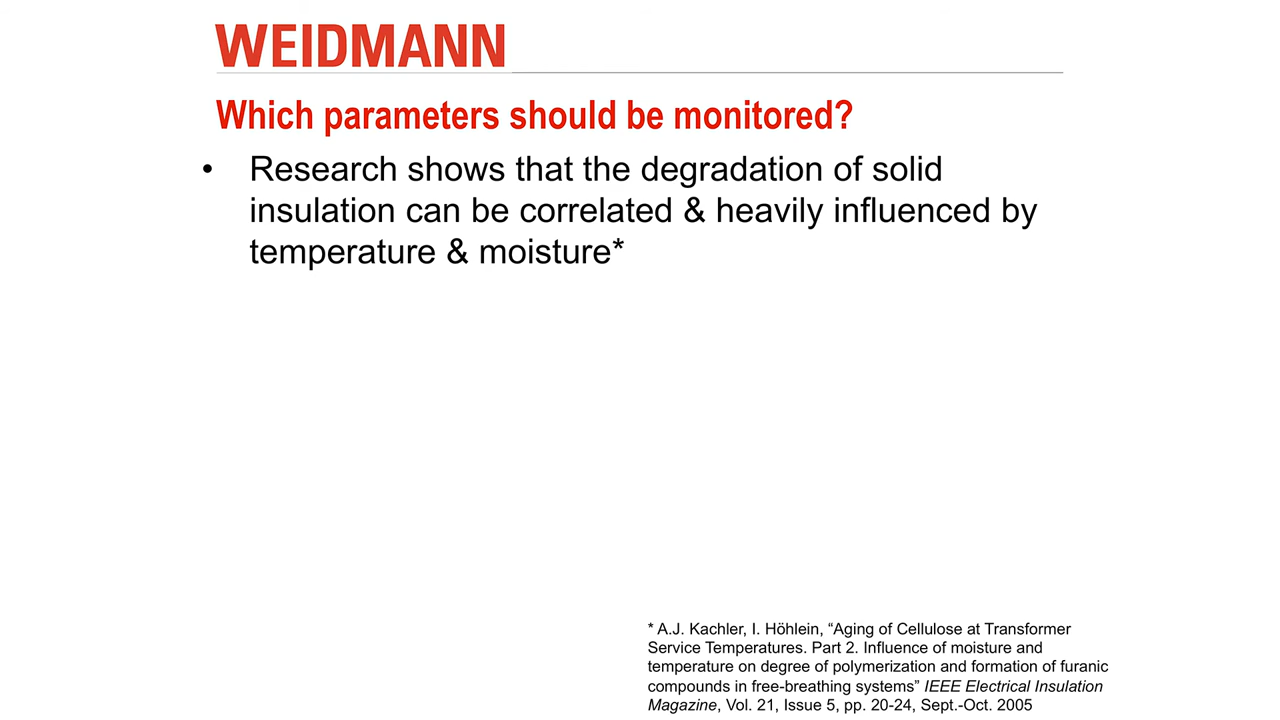 WEIDMANN
Which parameters should be monitored?
• Research shows that the degradation of solid
insulation can be correlated & heavily influenced by
temperature & moisture*
* A.J. Kachler, I. Höhlein, “Aging of Cellulose at Transformer
Service Temperatures. Part 2. Influence of moisture and
temperature on degree of polymerization and formation of furanic
compounds in free-breathing systems” IEEE Electrical Insulation
Magazine, Vol. 21, Issue 5, pp. 20-24, Sept.-Oct. 2005